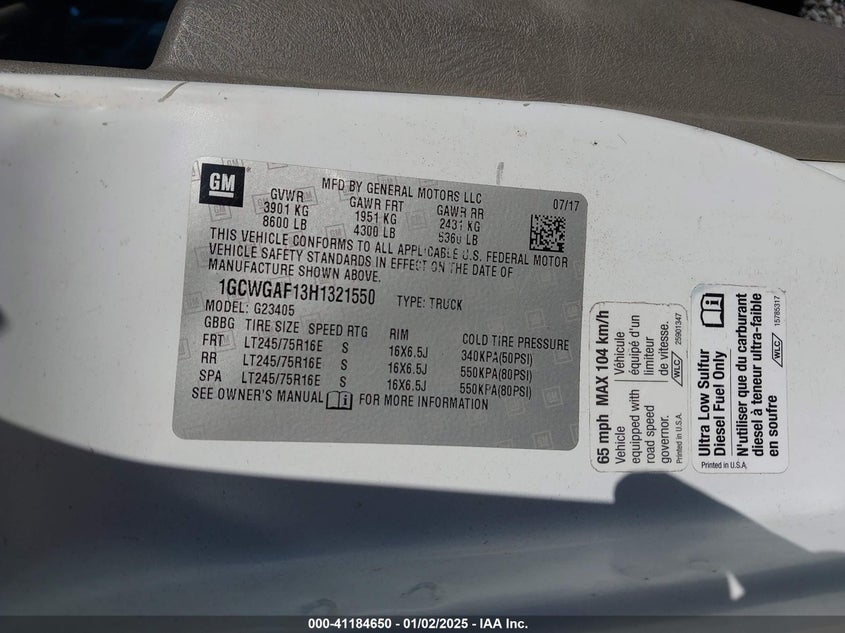 GM
MFD BY GENERAL MOTORS LLC
07/17
GVWR GAWR FRT GAWR RR
3901 KG 1951 KG 2431 KG
8600 LB 4300 LB 5360 LB
THIS VEHICLE CONFORMS TO ALL APPLICABLE U.S. FEDERAL MOTOR
VEHICLE SAFETY STANDARDS IN EFFECT ON THE DATE OF
MANUFACTURE SHOWN ABOVE.
1GCWGAF13H1321550 TYPE: TRUCK
MODEL: G23405
GBBG TIRE SIZE SPEED RTG RIM COLD TIRE PRESSURE
FRT LT245/75R16E S 16X6.5J 340KPA(50PSI)
RR LT245/75R16E S 16X6.5J 550KPA(80PSI)
SPA LT245/75R16E S 16X6.5J 550KPA(80PSI)
SEE OWNER'S MANUAL FOR MORE INFORMATION
65 mph MAX 104 km/h
Vehicle
equipped with
road speed
governor.
Printed in U.S.A.
Véhicule
équipé d'un
limiteur
de vitesse.
WLC 25901347
Ultra Low Sulfur
Diesel Fuel Only
N'utiliser que du carburant
diesel à teneur ultra-faible
en soufre
Printed in U.S.A.
WLC 15785317
000-41184650 / 01/02/2025 - IAA Inc.